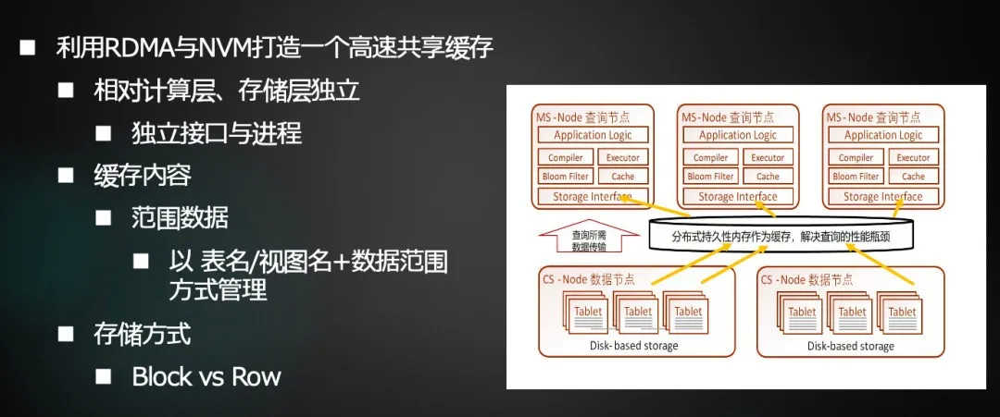 利用RDMA与NVM打造一个高速共享缓存
相对计算层、存储层独立
独立接口与进程
缓存内容
范围数据
以 表名/视图名+数据范围
方式管理
存储方式
Block vs Row
MS-Node 查询节点
Application Logic
Compiler
Executor
Bloom Filter
Cache
Storage Interface
MS-Node 查询节点
Application Logic
Compiler
Executor
Bloom Filter
Cache
Storage Interface
MS-Node 查询节点
Application Logic
Compiler
Executor
Bloom Filter
Cache
Storage Interface
查询所需
数据传输
分布式持久性内存作为缓存，解决查询的性能瓶颈
CS -Node 数据节点
Tablet
Tablet
Tablet
Disk-based storage
CS -Node 数据节点
Tablet
Tablet
Tablet
Disk-based storage